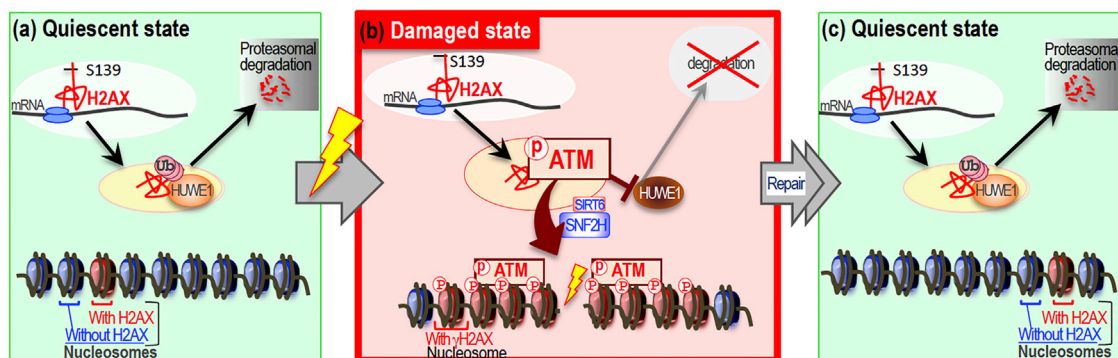 (a) Quiescent state
S139
H2AX
mRNA
Proteasomal
degradation
Ub
HUWE1
With H2AX
Without H2AX
Nucleosomes
(b) Damaged state
S139
H2AX
mRNA
degradation
p
ATM
HUWE1
SIRT6
SNF2H
p
ATM
p
ATM
P
P
P
P
P
P
P
P
With γH2AX
Nucleosome
Repair
(c) Quiescent state
S139
H2AX
mRNA
Proteasomal
degradation
Ub
HUWE1
With H2AX
Without H2AX
Nucleosomes